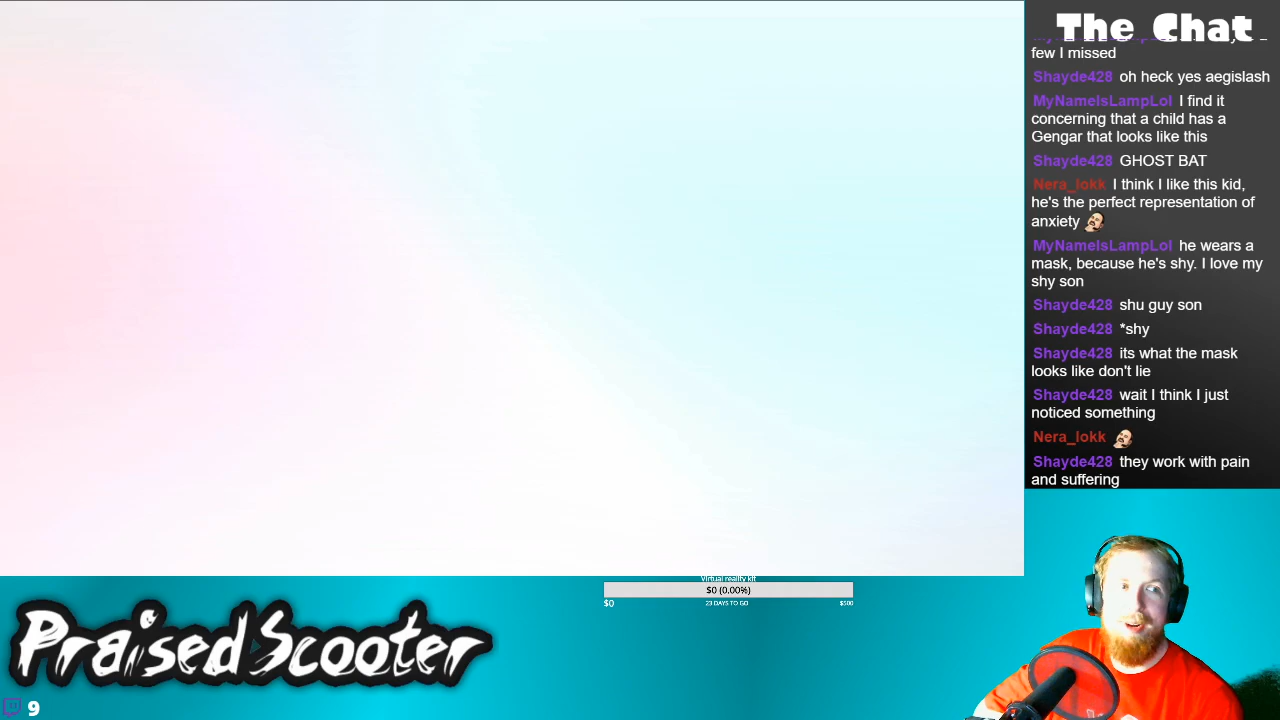 The Chat
few I missed
Shayde428 oh heck yes aegislash
MyNameIsLampLol I find it
concerning that a child has a
Gengar that looks like this
Shayde428 GHOST BAT
Nera_lokk I think I like this kid,
he's the perfect representation of
anxiety
MyNameIsLampLol he wears a
mask, because he's shy. I love my
shy son
Shayde428 shu guy son
Shayde428 *shy
Shayde428 its what the mask
looks like don't lie
Shayde428 wait I think I just
noticed something
Nera_lokk
Shayde428 they work with pain
and suffering
Virtual reality kit
$0 (0.00%)
$0 23 DAYS TO GO $500
Praised Scooter
9